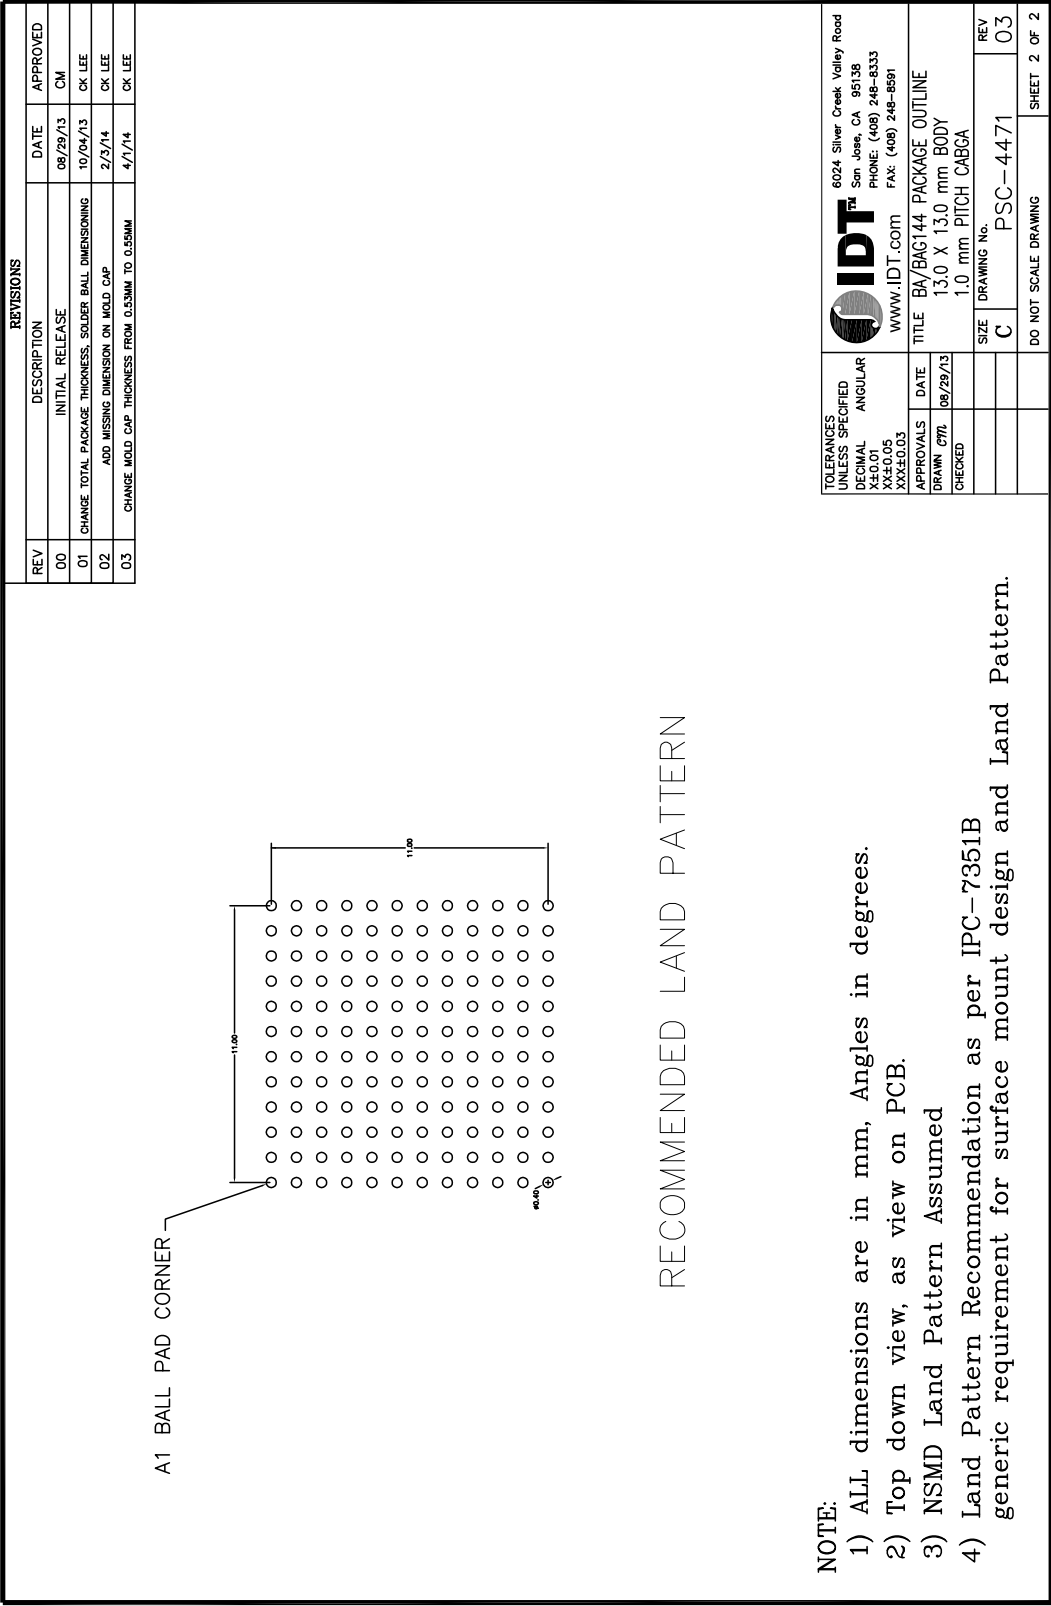 REVISIONS
REV DESCRIPTION DATE APPROVED
00 INITIAL RELEASE 08/29/13 CM
01 CHANGE TOTAL PACKAGE THICKNESS, SOLDER BALL DIMENSIONING 10/04/13 CK LEE
02 ADD MISSING DIMENSION ON MOLD CAP 2/3/14 CK LEE
03 CHANGE MOLD CAP THICKNESS FROM 0.53MM TO 0.55MM 4/1/14 CK LEE
A1 BALL PAD CORNER
11.00
11.00
ø0.40
RECOMMENDED LAND PATTERN
NOTE:
1) ALL dimensions are in mm, Angles in degrees.
2) Top down view, as view on PCB.
3) NSMD Land Pattern Assumed
4) Land Pattern Recommendation as per IPC-7351B
generic requirement for surface mount design and Land Pattern.
TOLERANCES
UNLESS SPECIFIED
DECIMAL ANGULAR
X±0.01
XX±0.05
XXX±0.03
APPROVALS DATE
DRAWN CM 08/29/13
CHECKED
IDT™
www.IDT.com
6024 Silver Creek Valley Road
San Jose, CA 95138
PHONE: (408) 248-8333
FAX: (408) 248-8591
TITLE BA/BAG144 PACKAGE OUTLINE
13.0 X 13.0 mm BODY
1.0 mm PITCH CABGA
SIZE DRAWING No. REV
C PSC-4471 03
DO NOT SCALE DRAWING SHEET 2 OF 2